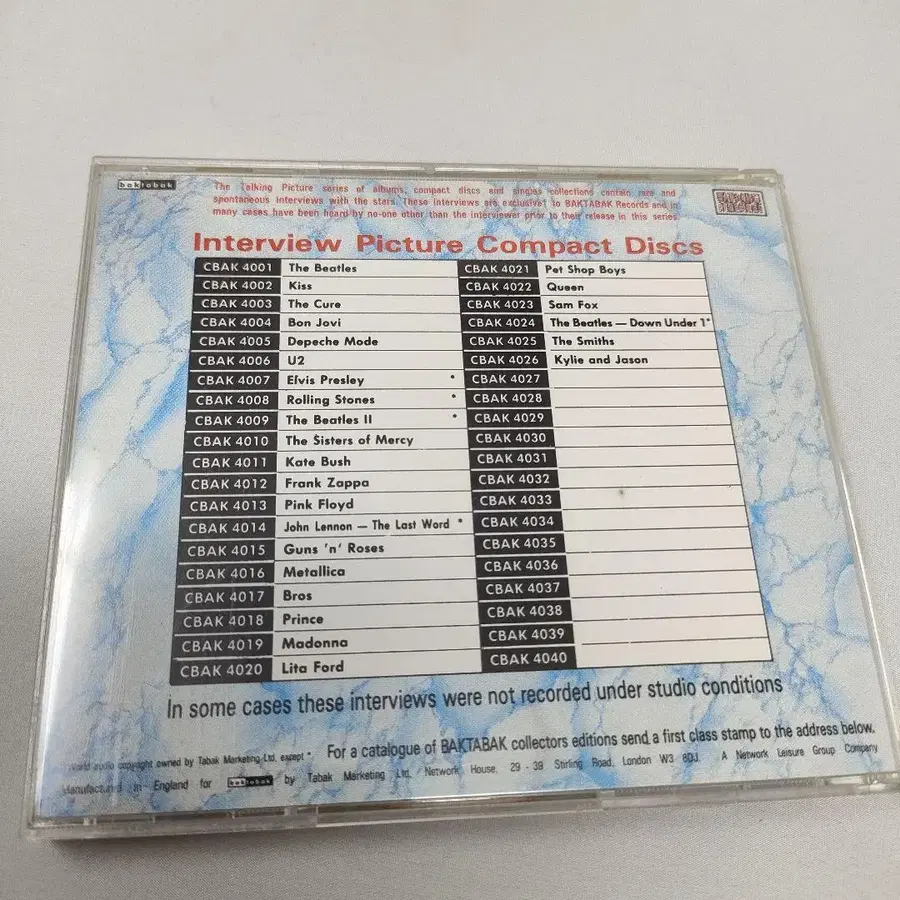 baktabak
The Talking Picture series of albums, compact discs and singles collections contain rare and
spontaneous interviews with the stars. These interviews are exclusive to BAKTABAK Records and in
many cases have been heard by no-one other than the interviewer prior to their release in this series.
Interview Picture Compact Discs
CBAK 4001 The Beatles
CBAK 4002 Kiss
CBAK 4003 The Cure
CBAK 4004 Bon Jovi
CBAK 4005 Depeche Mode
CBAK 4006 U2
CBAK 4007 Elvis Presley *
CBAK 4008 Rolling Stones *
CBAK 4009 The Beatles II *
CBAK 4010 The Sisters of Mercy
CBAK 4011 Kate Bush
CBAK 4012 Frank Zappa
CBAK 4013 Pink Floyd
CBAK 4014 John Lennon — The Last Word *
CBAK 4015 Guns 'n' Roses
CBAK 4016 Metallica
CBAK 4017 Bros
CBAK 4018 Prince
CBAK 4019 Madonna
CBAK 4020 Lita Ford
CBAK 4021 Pet Shop Boys
CBAK 4022 Queen
CBAK 4023 Sam Fox
CBAK 4024 The Beatles — Down Under 1*
CBAK 4025 The Smiths
CBAK 4026 Kylie and Jason
CBAK 4027
CBAK 4028
CBAK 4029
CBAK 4030
CBAK 4031
CBAK 4032
CBAK 4033
CBAK 4034
CBAK 4035
CBAK 4036
CBAK 4037
CBAK 4038
CBAK 4039
CBAK 4040
In some cases these interviews were not recorded under studio conditions
World audio copyright owned by Tabak Marketing Ltd, except * For a catalogue of BAKTABAK collectors editions send a first class stamp to the address below.
Manufactured in England for baktabak by Tabak Marketing Ltd. Network House, 29 - 39 Stirling Road, London W3 8DJ. A Network Leisure Group Company